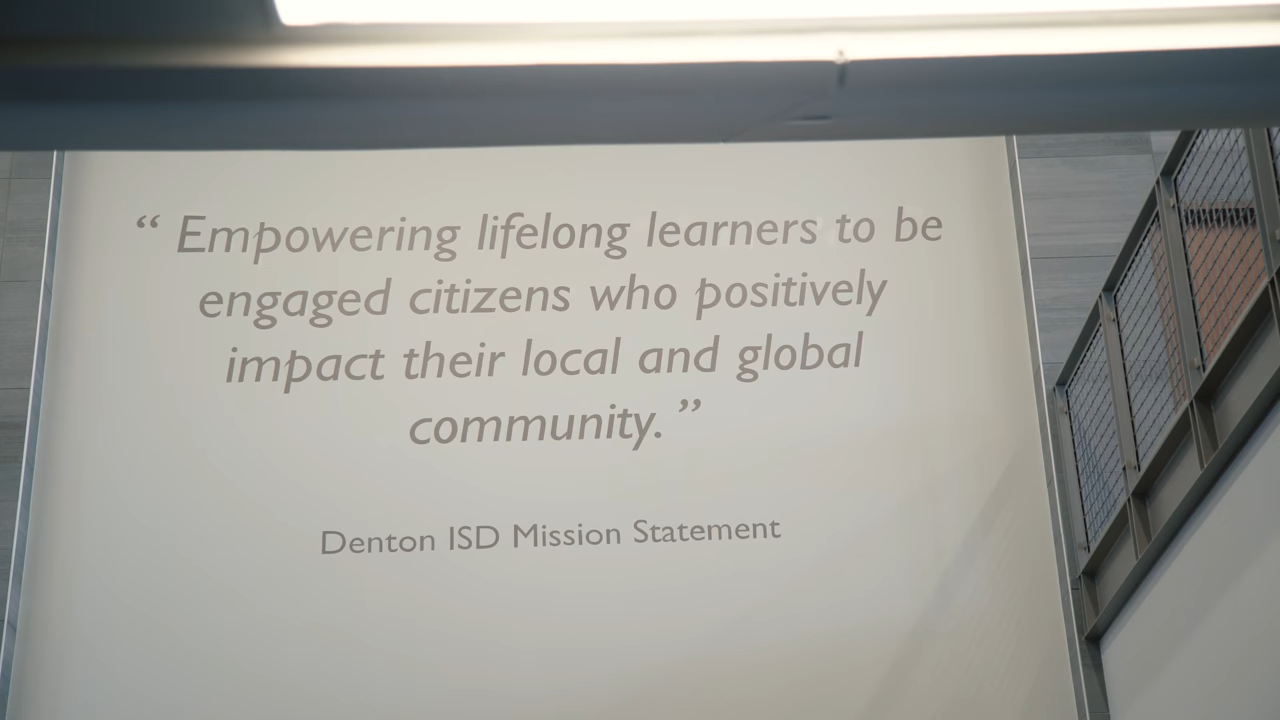 “ Empowering lifelong learners to be
engaged citizens who positively
impact their local and global
community. ”
Denton ISD Mission Statement